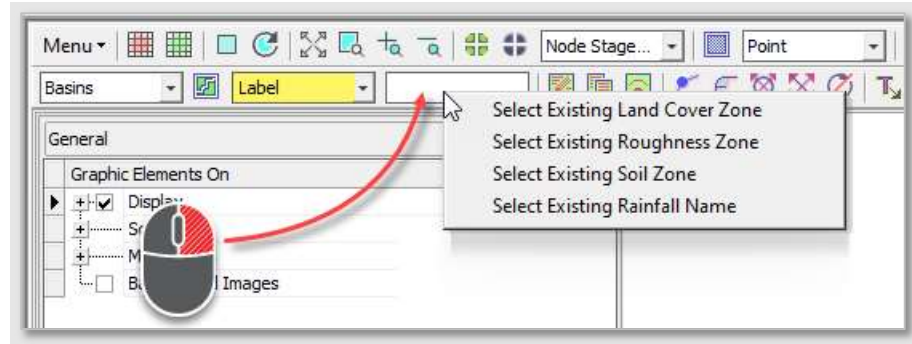 Menu Node Stage... Point
Basins Label
General
Graphic Elements On
Display
Select Existing Land Cover Zone
Select Existing Roughness Zone
Select Existing Soil Zone
Select Existing Rainfall Name
Images